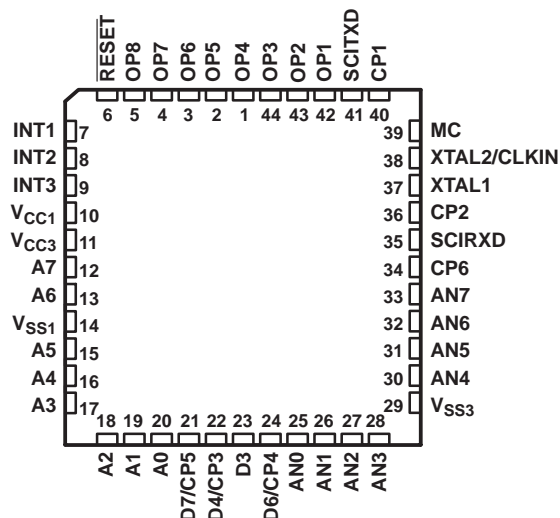 RESET OP8 OP7 OP6 OP5 OP4 OP3 OP2 OP1 SCITXD CP1
6 5 4 3 2 1 44 43 42 41 40
INT1 7 39 MC
INT2 8 38 XTAL2/CLKIN
INT3 9 37 XTAL1
VCC1 10 36 CP2
VCC3 11 35 SCIRXD
A7 12 34 CP6
A6 13 33 AN7
VSS1 14 32 AN6
A5 15 31 AN5
A4 16 30 AN4
A3 17 29 VSS3
18 19 20 21 22 23 24 25 26 27 28
A2 A1 A0 D7/CP5 D4/CP3 D3 D6/CP4 AN0 AN1 AN2 AN3